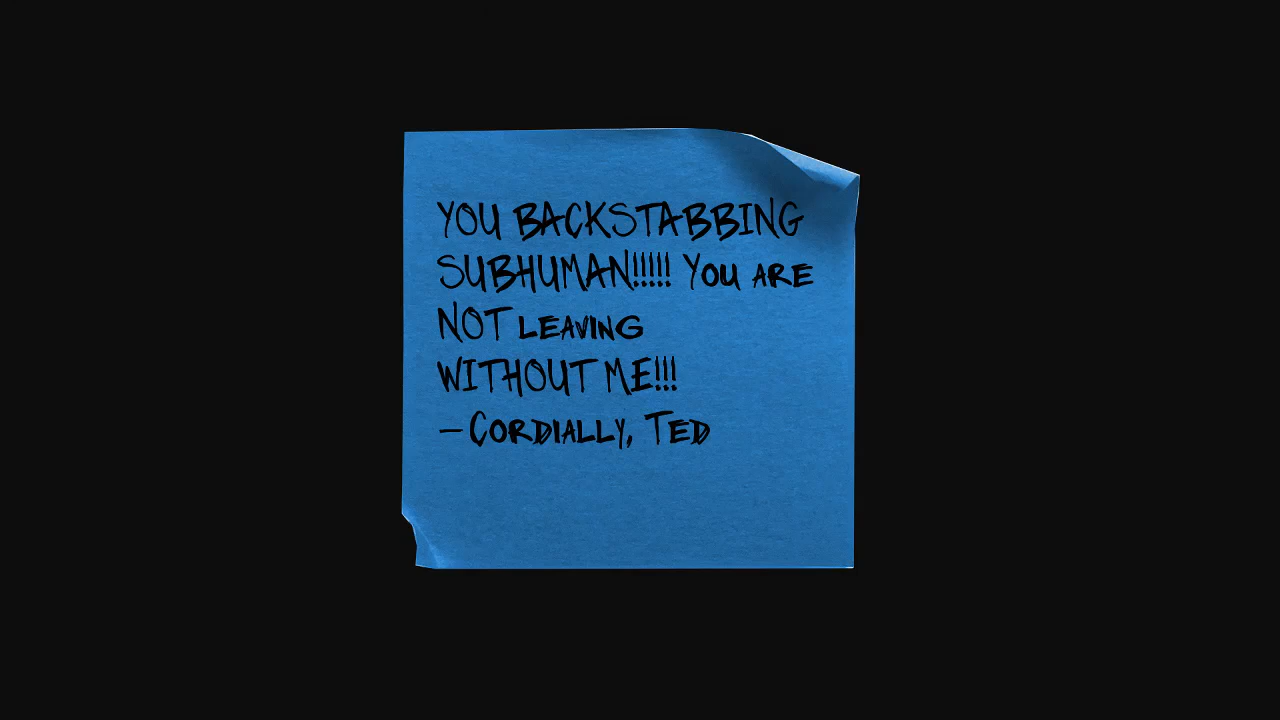 YOU BACKSTABBING
SUBHUMAN!!!!! YOU ARE
NOT LEAVING
WITHOUT ME!!!
— CORDIALLY, TED